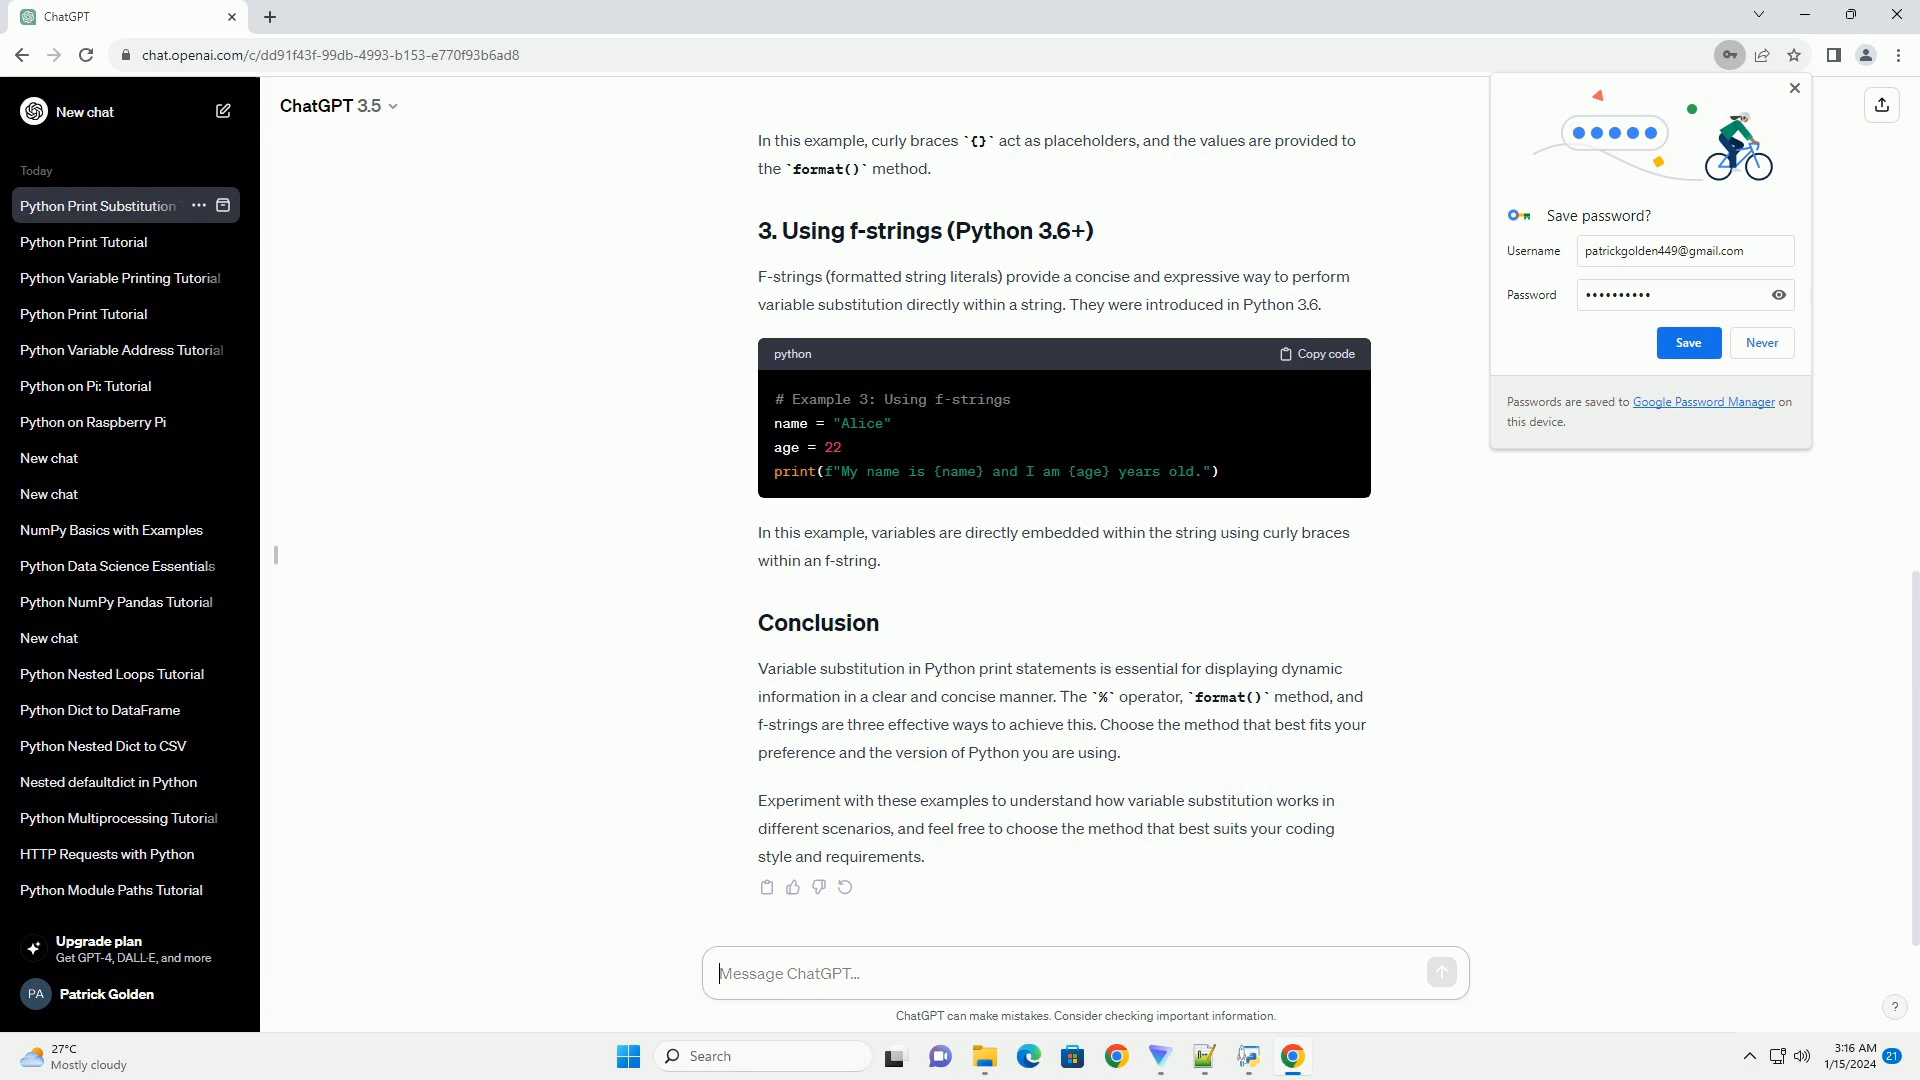 ChatGPT
chat.openai.com/c/dd91f43f-99db-4993-b153-e770f93b6ad8
New chat
Today
Python Print Substitution
Python Print Tutorial
Python Variable Printing Tutorial
Python Print Tutorial
Python Variable Address Tutorial
Python on Pi: Tutorial
Python on Raspberry Pi
New chat
New chat
NumPy Basics with Examples
Python Data Science Essentials
Python NumPy Pandas Tutorial
New chat
Python Nested Loops Tutorial
Python Dict to DataFrame
Python Nested Dict to CSV
Nested defaultdict in Python
Python Multiprocessing Tutorial
HTTP Requests with Python
Python Module Paths Tutorial
Upgrade plan
Get GPT-4, DALL·E, and more
PA Patrick Golden
ChatGPT 3.5
In this example, curly braces `{}` act as placeholders, and the values are provided to
the `format()` method.
3. Using f-strings (Python 3.6+)
F-strings (formatted string literals) provide a concise and expressive way to perform
variable substitution directly within a string. They were introduced in Python 3.6.
python Copy code
# Example 3: Using f-strings
name = "Alice"
age = 22
print(f"My name is {name} and I am {age} years old.")
In this example, variables are directly embedded within the string using curly braces
within an f-string.
Conclusion
Variable substitution in Python print statements is essential for displaying dynamic
information in a clear and concise manner. The `%` operator, `format()` method, and
f-strings are three effective ways to achieve this. Choose the method that best fits your
preference and the version of Python you are using.
Experiment with these examples to understand how variable substitution works in
different scenarios, and feel free to choose the method that best suits your coding
style and requirements.
Message ChatGPT...
ChatGPT can make mistakes. Consider checking important information.
?
Save password?
Username patrickgolden449@gmail.com
Password ••••••••••
Save Never
Passwords are saved to Google Password Manager on
this device.
27°C
Mostly cloudy
Search
3:16 AM
1/15/2024
21